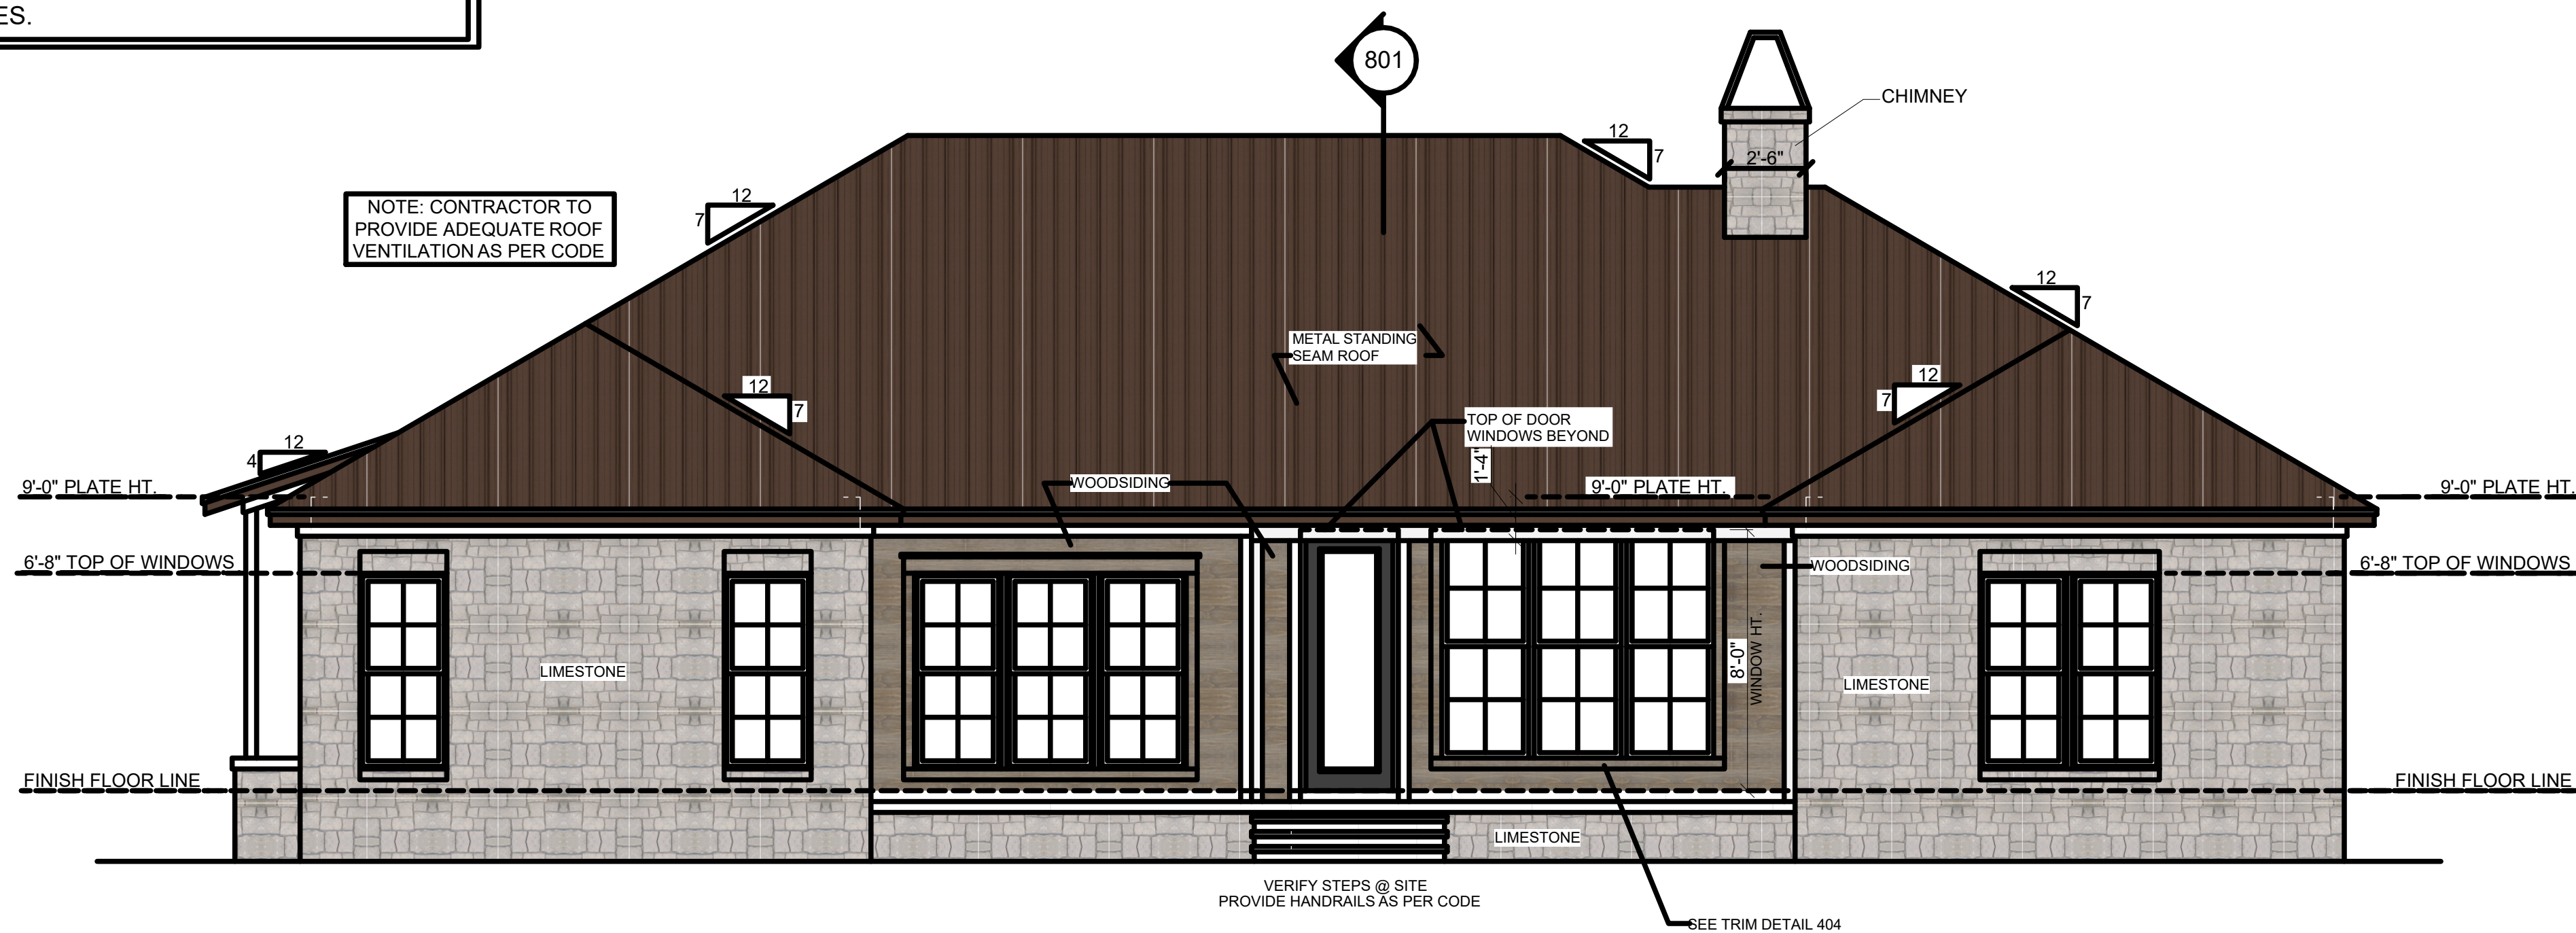 ES.
801
CHIMNEY
12
7
2'-6"
12
7
NOTE: CONTRACTOR TO
PROVIDE ADEQUATE ROOF
VENTILATION AS PER CODE
12
7
METAL STANDING
SEAM ROOF
12
7
12
7
TOP OF DOOR
WINDOWS BEYOND
12
4
1'-4"
9'-0" PLATE HT.
WOODSIDING
9'-0" PLATE HT.
9'-0" PLATE HT.
6'-8" TOP OF WINDOWS
WOODSIDING
6'-8" TOP OF WINDOWS
LIMESTONE
8'-0"
WINDOW HT.
LIMESTONE
FINISH FLOOR LINE
FINISH FLOOR LINE
LIMESTONE
VERIFY STEPS @ SITE
PROVIDE HANDRAILS AS PER CODE
SEE TRIM DETAIL 404